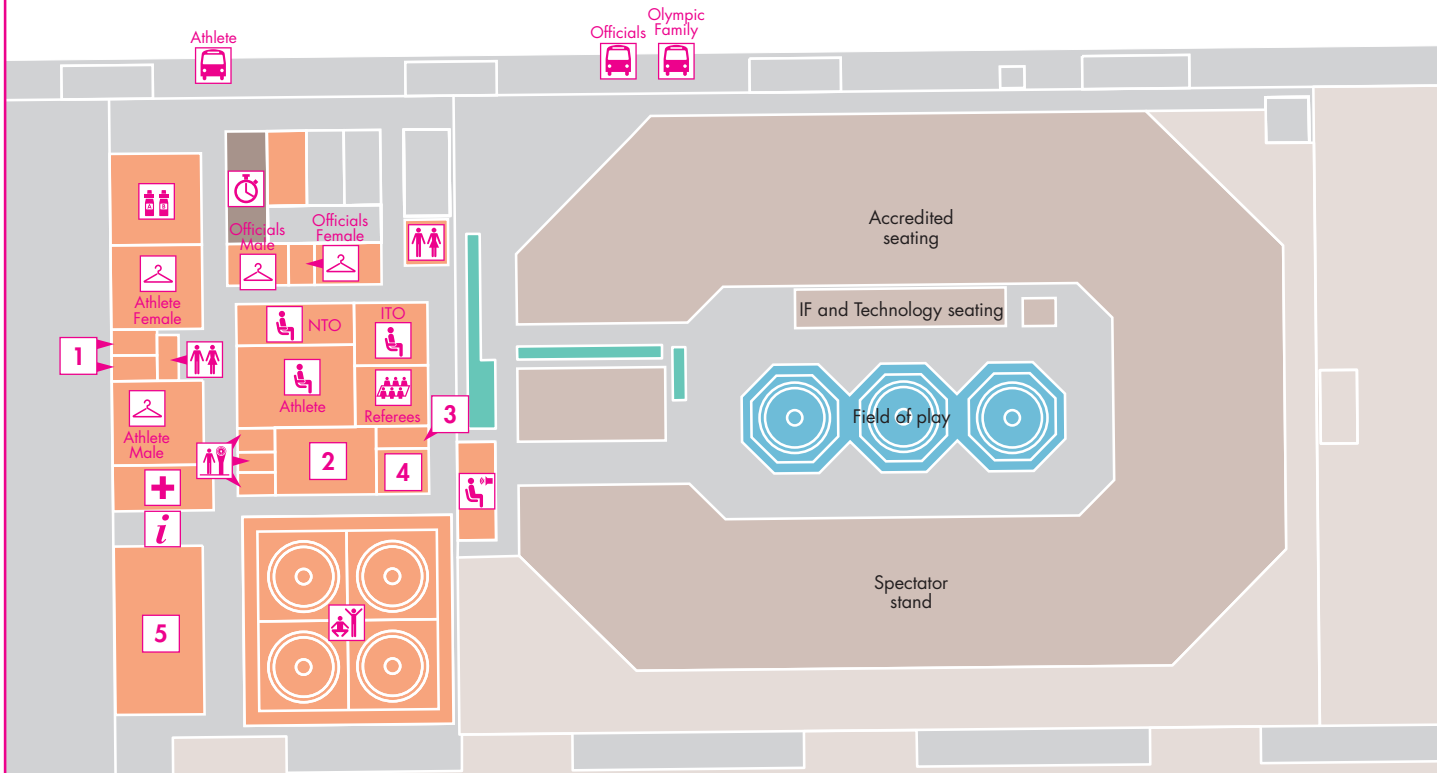 Athlete
Officials
Olympic
Family
Officials
Male
Officials
Female
Accredited
seating
Athlete
Female
NTO
ITO
IF and Technology seating
1
Athlete
Referees
3
Field of play
Athlete
Male
2
4
i
5
Spectator
stand
A
B